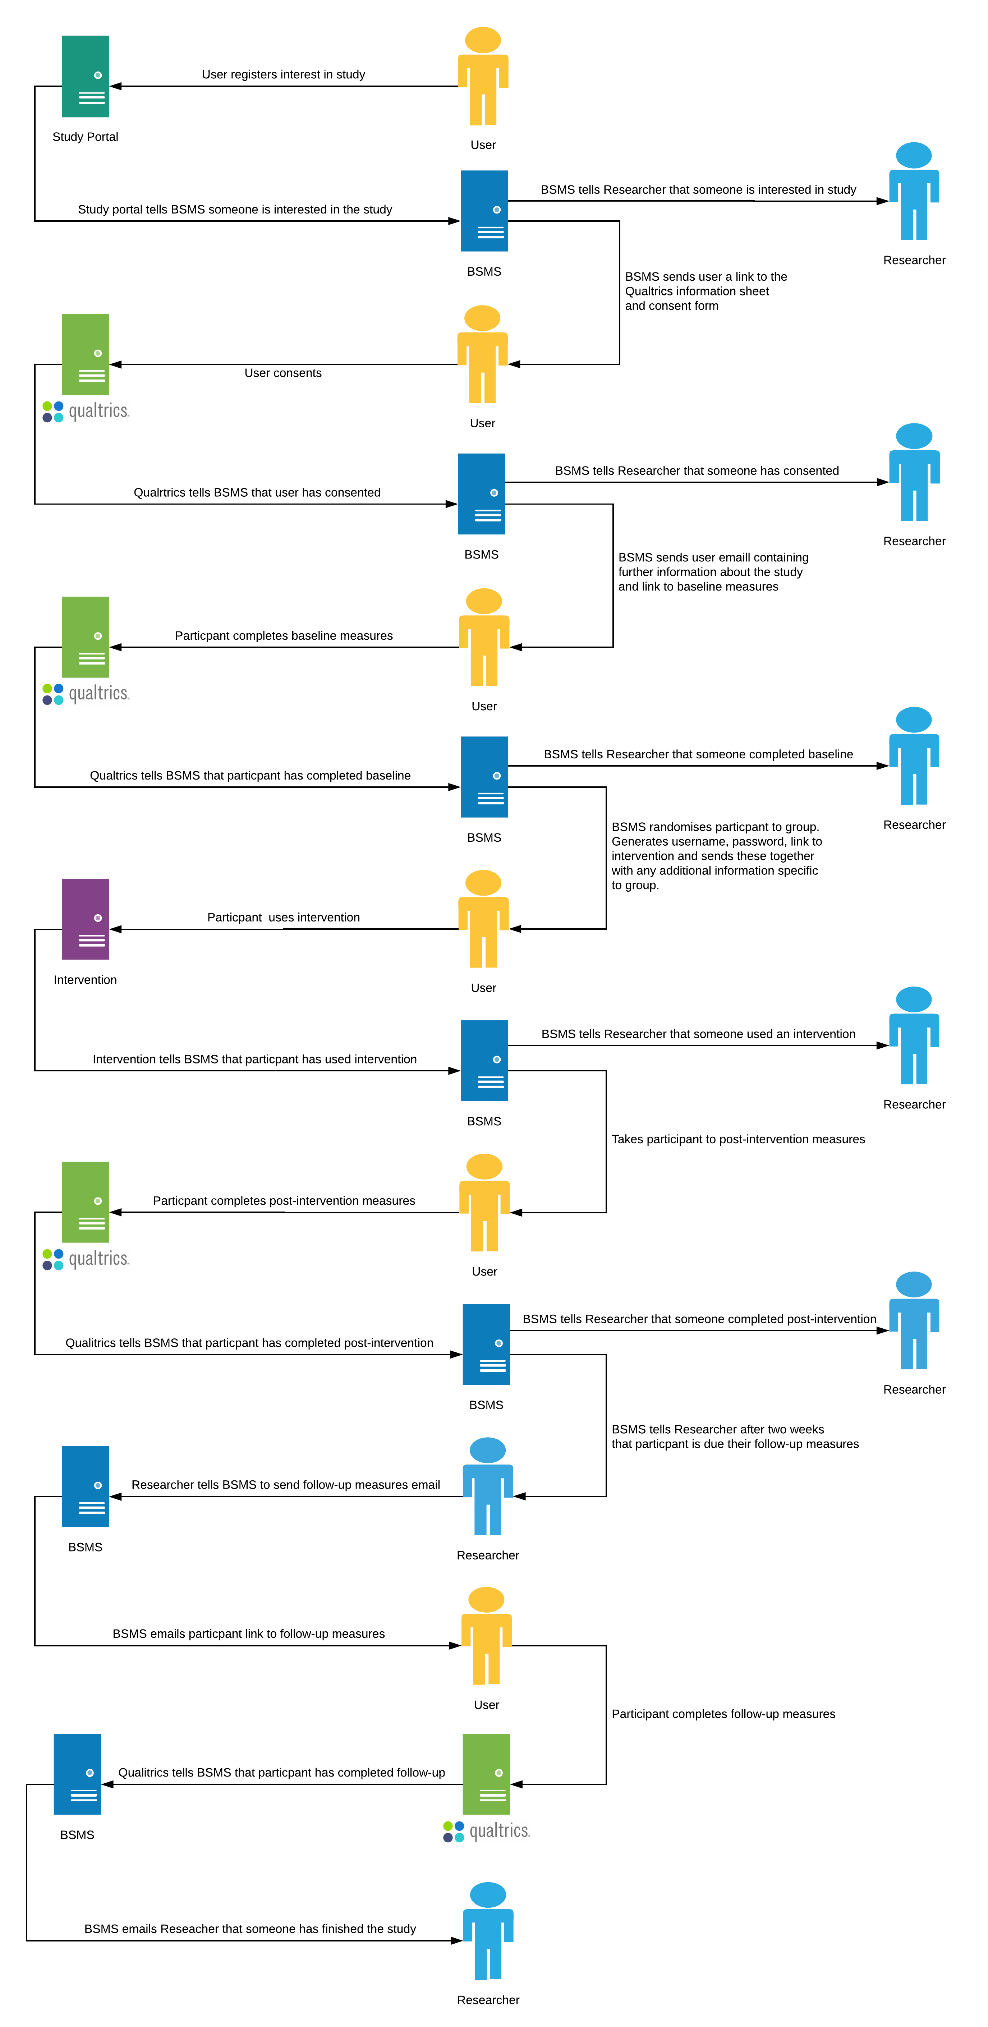 User registers interest in study
Study Portal
User
BSMS tells Researcher that someone is interested in study
Study portal tells BSMS someone is interested in the study
Researcher
BSMS
BSMS sends user a link to the
Qualtrics information sheet
and consent form
User consents
qualtrics.
User
BSMS tells Researcher that someone has consented
Qualrtrics tells BSMS that user has consented
Researcher
BSMS
BSMS sends user emaill containing
further information about the study
and link to baseline measures
Particpant completes baseline measures
qualtrics.
User
BSMS tells Researcher that someone completed baseline
Qualtrics tells BSMS that particpant has completed baseline
Researcher
BSMS
BSMS randomises particpant to group.
Generates username, password, link to
intervention and sends these together
with any additional information specific
to group.
Particpant  uses intervention
Intervention
User
BSMS tells Researcher that someone used an intervention
Intervention tells BSMS that particpant has used intervention
Researcher
BSMS
Takes participant to post-intervention measures
Particpant completes post-intervention measures
qualtrics.
User
BSMS tells Researcher that someone completed post-intervention
Qualitrics tells BSMS that particpant has completed post-intervention
Researcher
BSMS
BSMS tells Researcher after two weeks
that particpant is due their follow-up measures
Researcher tells BSMS to send follow-up measures email
BSMS
Researcher
BSMS emails particpant link to follow-up measures
User
Participant completes follow-up measures
Qualitrics tells BSMS that particpant has completed follow-up
BSMS
qualtrics.
BSMS emails Reseacher that someone has finished the study
Researcher